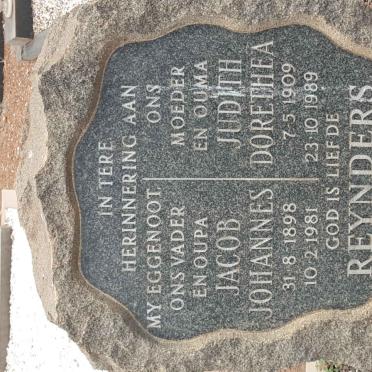 IN TERE
HERINNERING AAN
MY EGGENOOT
ONS VADER
EN OUPA
JACOB
JOHANNES
31.8.1898
10.2.1981
ONS
MOEDER
EN OUMA
JUDITH
DOROTHEA
7.5.1909
23.10.1989
GOD IS LIEFDE
REYNDERS